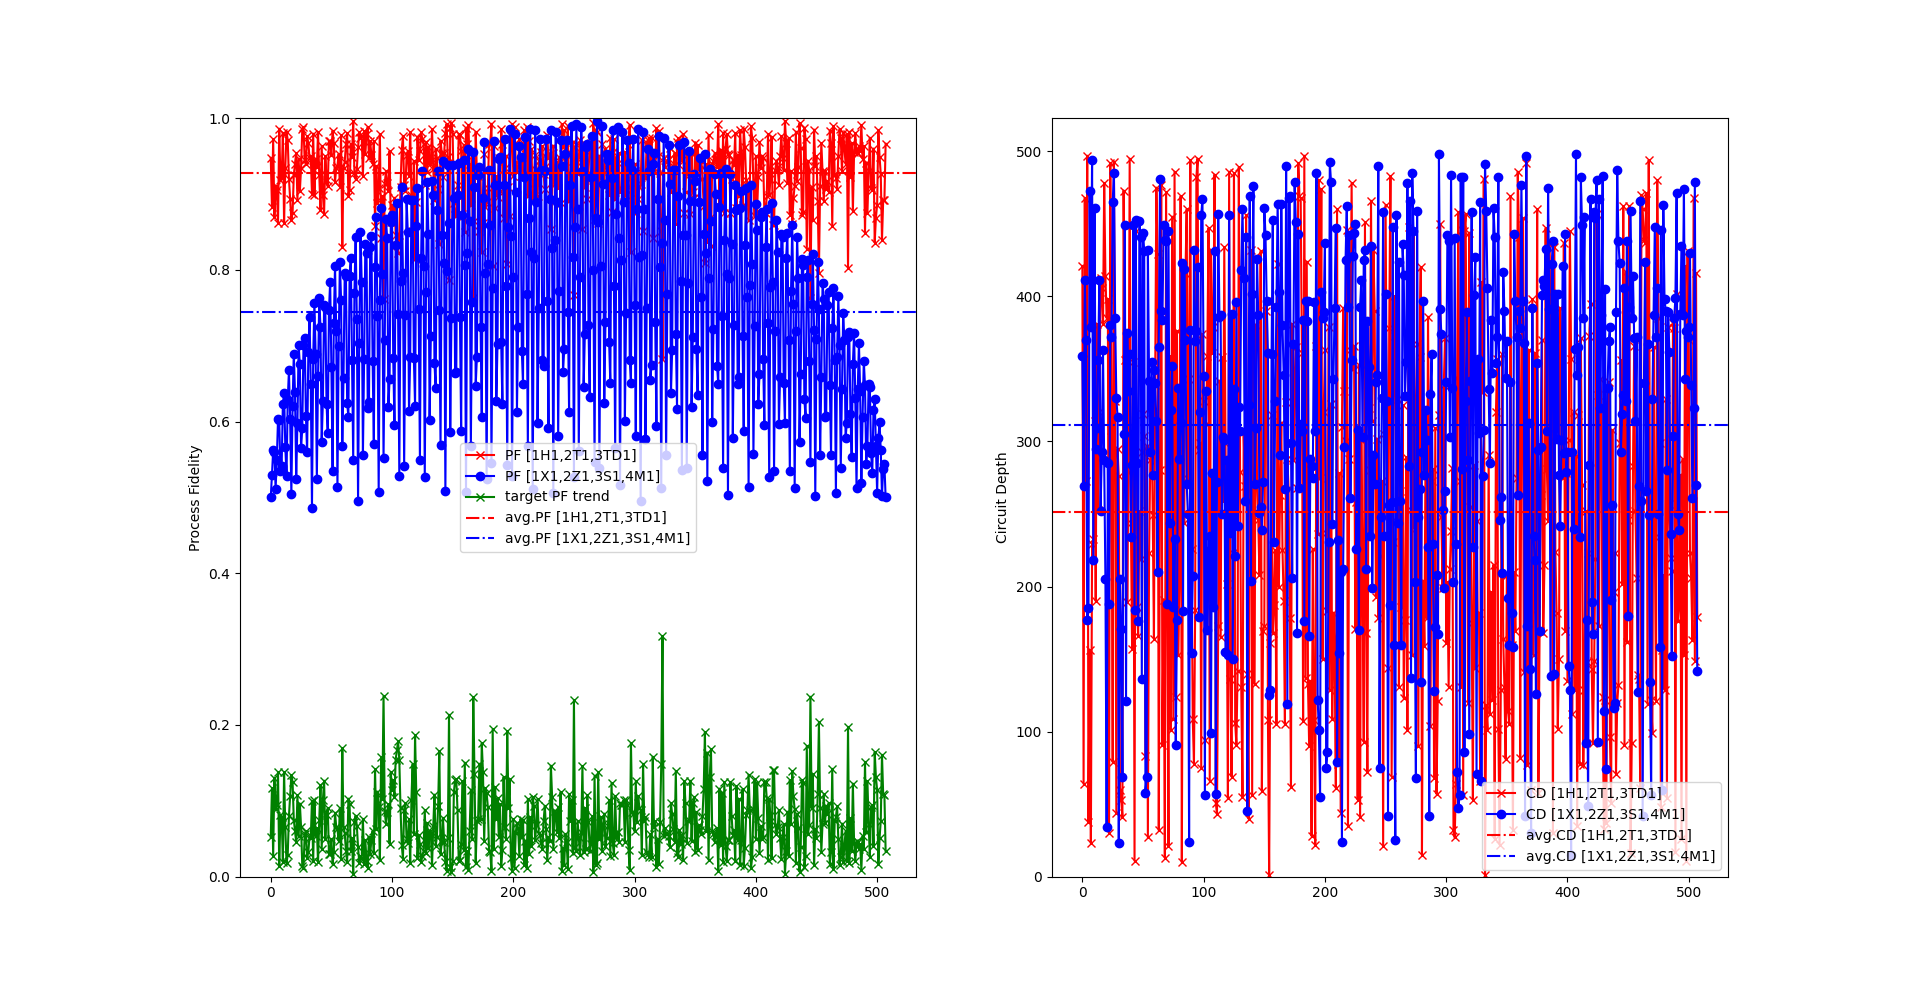 1.0
0.8
0.6
0.4
0.2
0.0
Process Fidelity
0 100 200 300 400 500
PF [1H1,2T1,3TD1]
PF [1X1,2Z1,3S1,4M1]
target PF trend
avg.PF [1H1,2T1,3TD1]
avg.PF [1X1,2Z1,3S1,4M1]
500
400
300
200
100
0
Circuit Depth
0 100 200 300 400 500
CD [1H1,2T1,3TD1]
CD [1X1,2Z1,3S1,4M1]
avg.CD [1H1,2T1,3TD1]
avg.CD [1X1,2Z1,3S1,4M1]